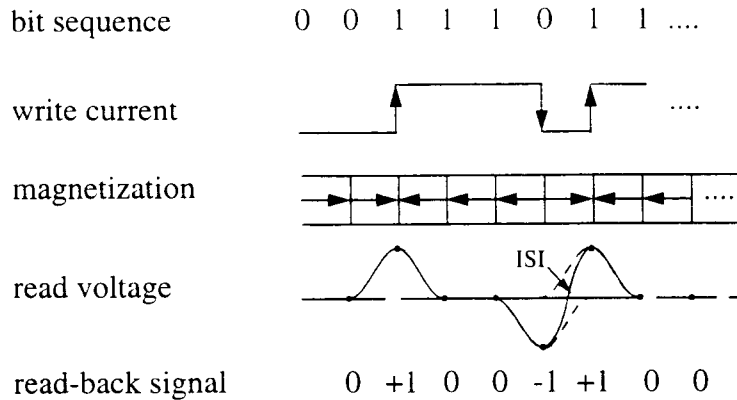 bit sequence 0 0 1 1 1 0 1 1 ....
write current ....
magnetization ....
ISI
read voltage
read-back signal 0 +1 0 0 -1 +1 0 0